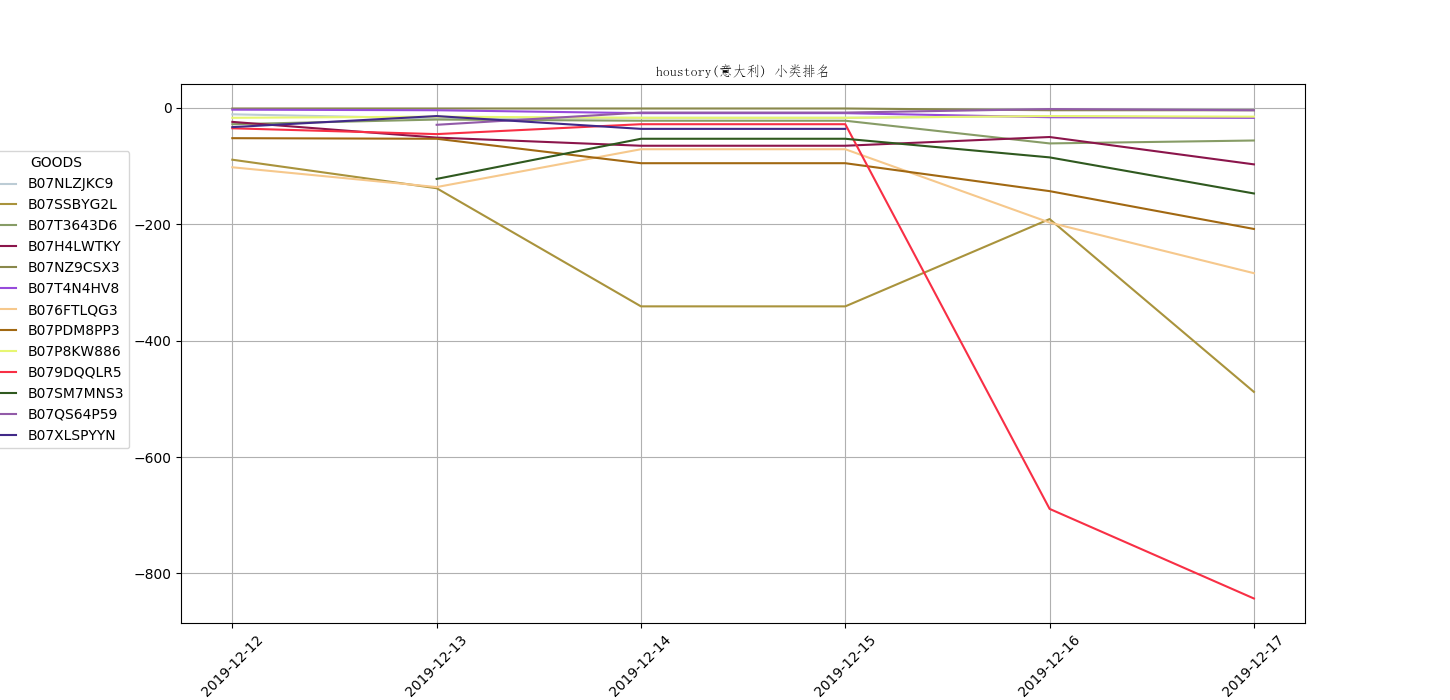 houstory(意大利) 小类排名
0
−200
−400
−600
−800
GOODS
B07NLZJKC9
B07SSBYG2L
B07T3643D6
B07H4LWTKY
B07NZ9CSX3
B07T4N4HV8
B076FTLQG3
B07PDM8PP3
B07P8KW886
B079DQQLR5
B07SM7MNS3
B07QS64P59
B07XLSPYYN
2019-12-12
2019-12-13
2019-12-14
2019-12-15
2019-12-16
2019-12-17